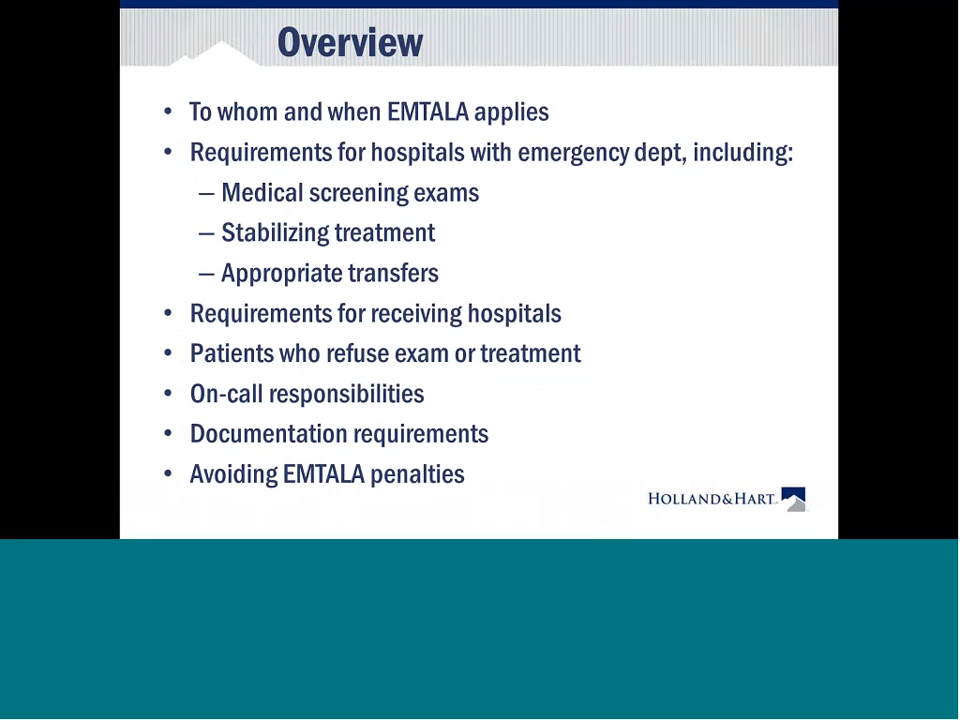 Overview
• To whom and when EMTALA applies
• Requirements for hospitals with emergency dept, including:
– Medical screening exams
– Stabilizing treatment
– Appropriate transfers
• Requirements for receiving hospitals
• Patients who refuse exam or treatment
• On-call responsibilities
• Documentation requirements
• Avoiding EMTALA penalties
HOLLAND&HART